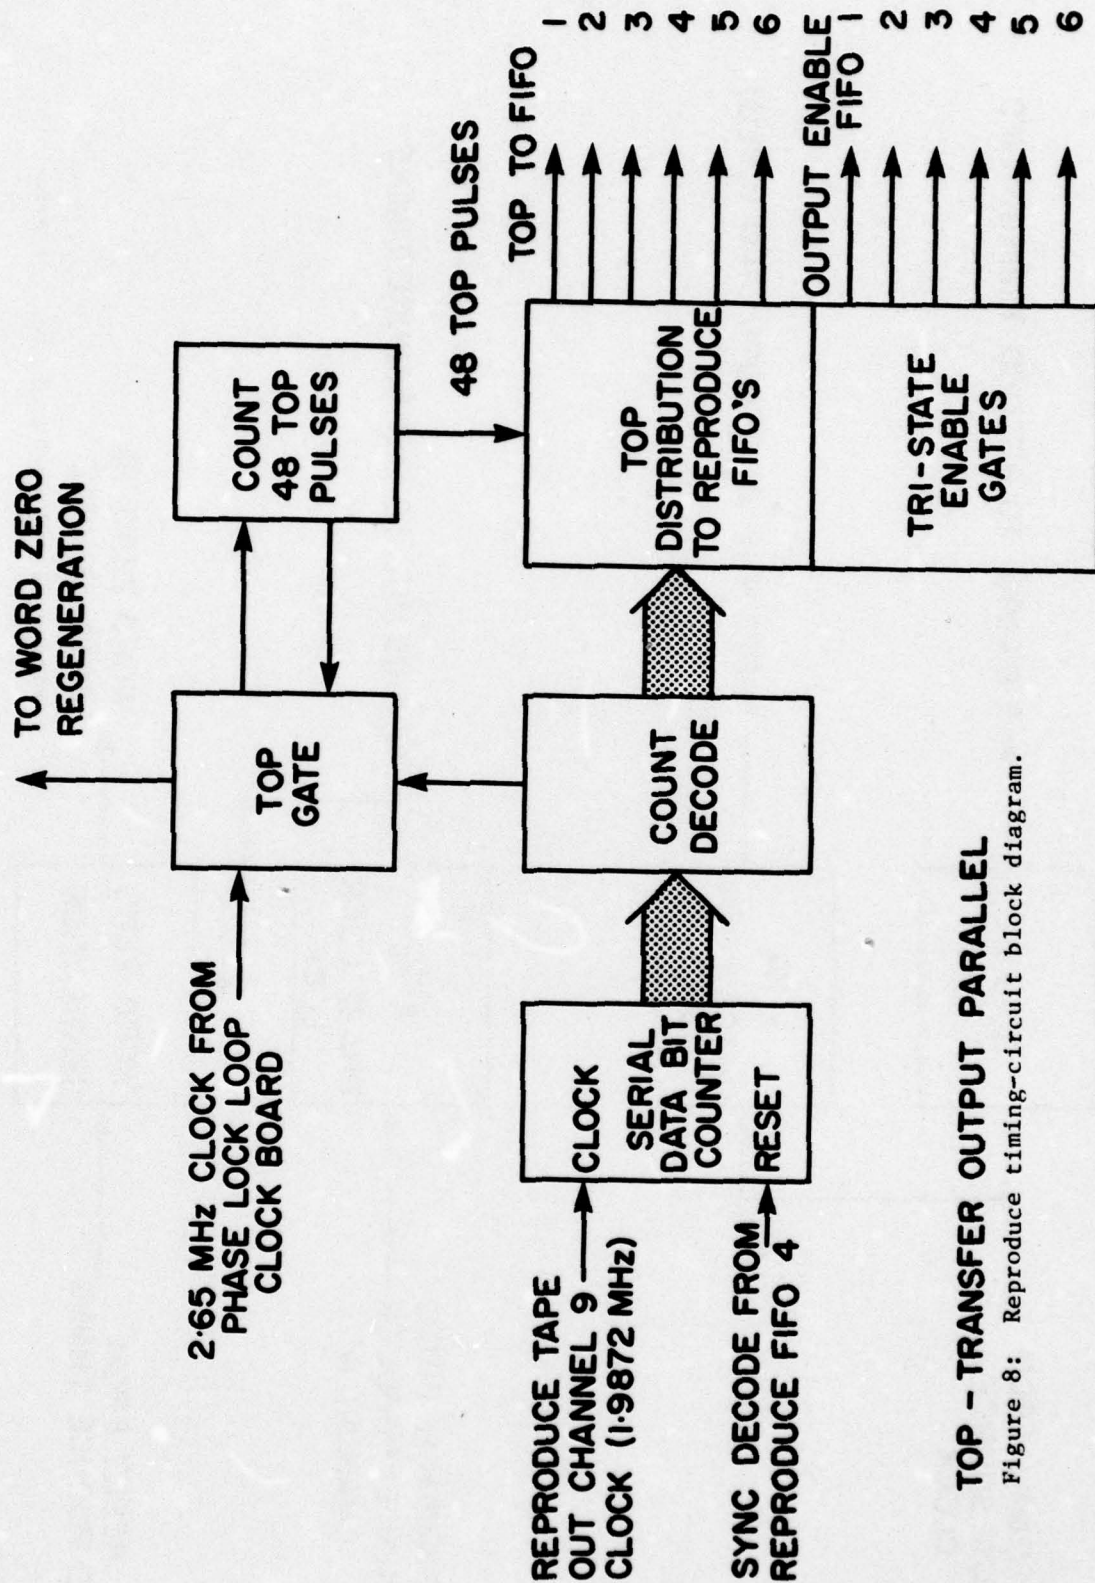 TO WORD ZERO
REGENERATION
2.65 MHz CLOCK FROM
PHASE LOCK LOOP
CLOCK BOARD
TOP
GATE
COUNT
48 TOP
PULSES
48 TOP PULSES
REPRODUCE TAPE
OUT CHANNEL 9
CLOCK (1.9872 MHz)
SYNC DECODE FROM
REPRODUCE FIFO 4
CLOCK
SERIAL
DATA BIT
COUNTER
RESET
COUNT
DECODE
TOP
DISTRIBUTION
TO REPRODUCE
FIFO'S
TRI-STATE
ENABLE
GATES
TOP TO FIFO
1
2
3
4
5
6
OUTPUT ENABLE
FIFO
1
2
3
4
5
6
TOP - TRANSFER OUTPUT PARALLEL
Figure 8: Reproduce timing-circuit block diagram.